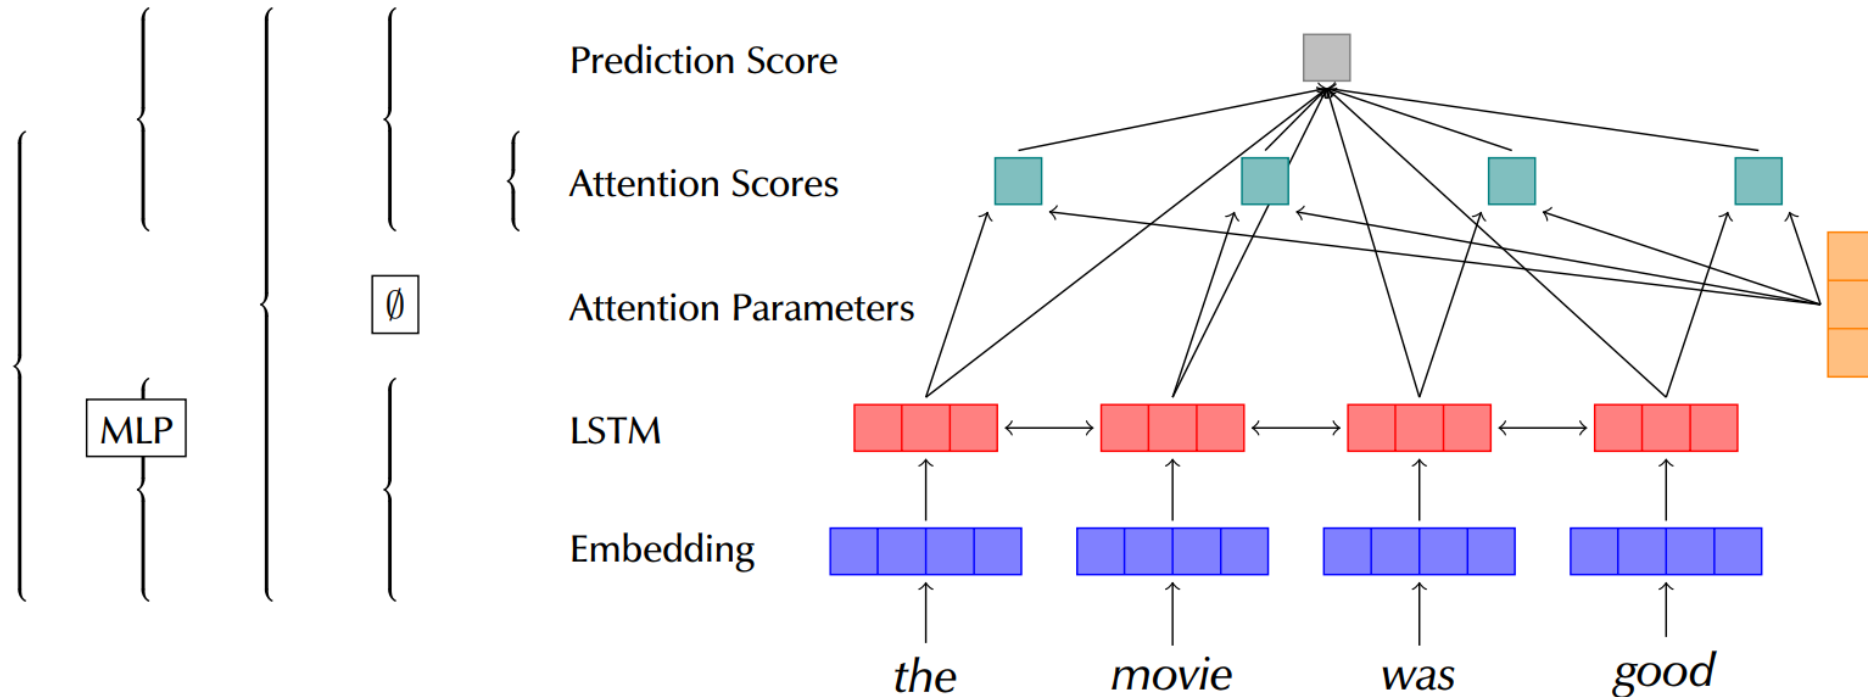 Prediction Score
Attention Scores
∅
Attention Parameters
MLP
LSTM
Embedding
the movie was good